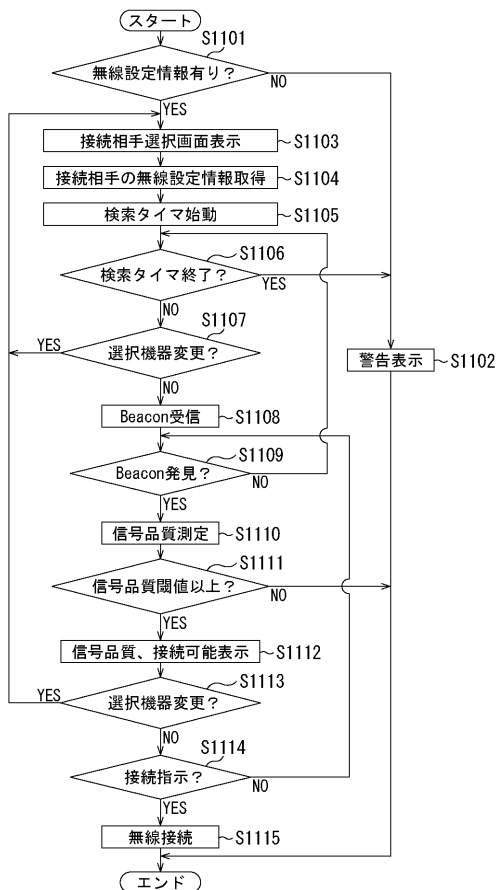 スタート
S1101
無線設定情報有り?
NO
YES
接続相手選択画面表示
S1103
接続相手の無線設定情報取得
S1104
検索タイマ始動
S1105
S1106
検索タイマ終了?
YES
NO
S1107
YES
選択機器変更?
警告表示
S1102
NO
Beacon受信
S1108
S1109
Beacon発見?
NO
YES
信号品質測定
S1110
S1111
信号品質閾値以上?
NO
YES
信号品質、接続可能表示
S1112
S1113
YES
選択機器変更?
NO
S1114
接続指示?
NO
YES
無線接続
S1115
エンド